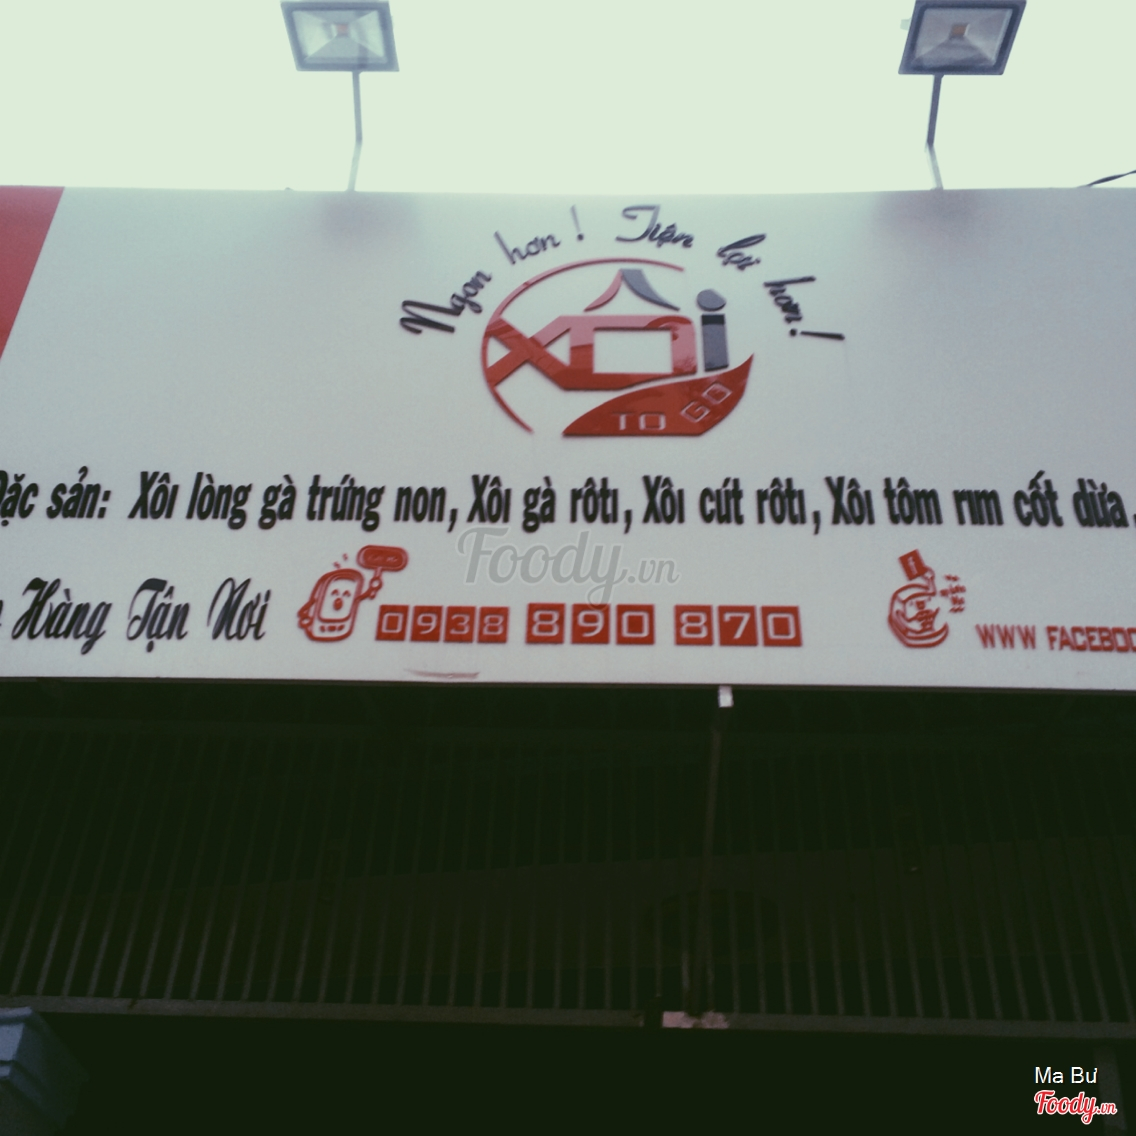 Ngon hơn! Tiện lợi hơn!
XÔI
TO GO
Đặc sản: Xôi lòng gà trứng non, Xôi gà rôti, Xôi cút rôti, Xôi tôm rim cốt dừa.
Foody.vn
Hàng Tận Nơi 0938 890 870 WWW FACEBOO
Ma Bư
Foody.vn